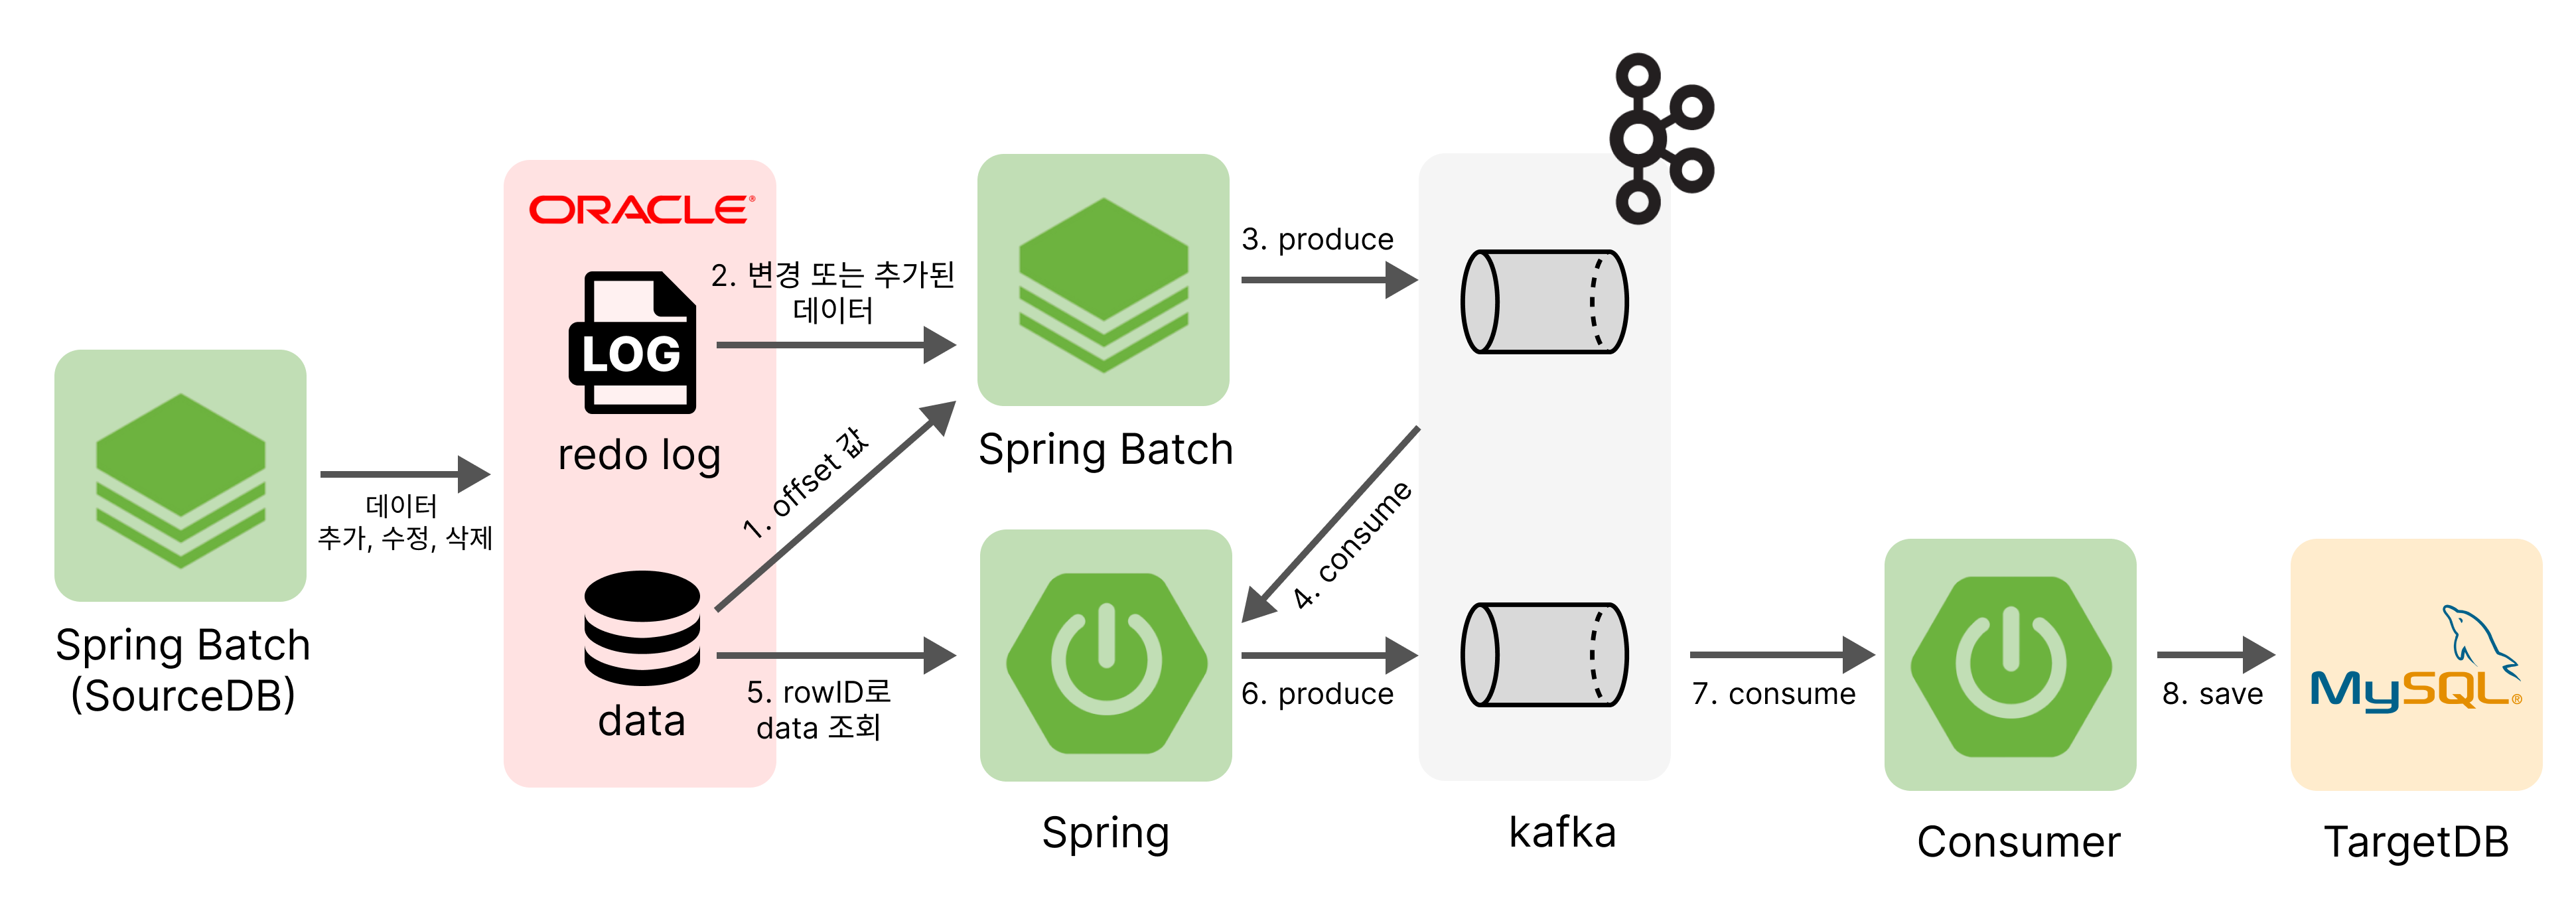 ORACLE®
LOG
redo log
data
Spring Batch
(SourceDB)
데이터
추가, 수정, 삭제
1. offset 값
2. 변경 또는 추가된
데이터
Spring Batch
3. produce
4. consume
5. rowID로
data 조회
Spring
6. produce
kafka
7. consume
Consumer
8. save
MySQL®
TargetDB